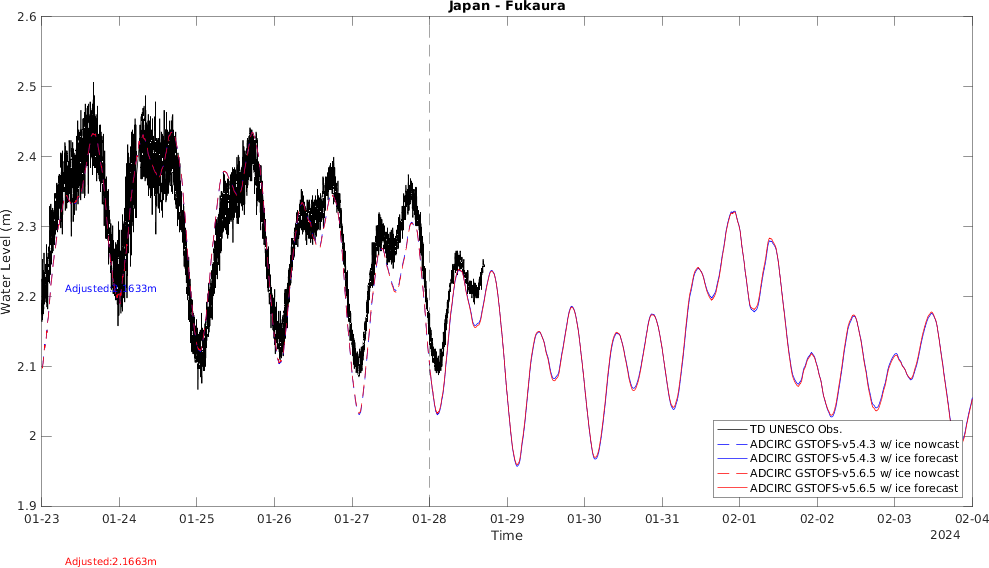 Japan - Fukaura
2.6
2.5
2.4
2.3
2.2
2.1
2
1.9
Water Level (m)
Adjusted:
633m
TD UNESCO Obs.
ADCIRC GSTOFS-v5.4.3 w/ ice nowcast
ADCIRC GSTOFS-v5.4.3 w/ ice forecast
ADCIRC GSTOFS-v5.6.5 w/ ice nowcast
ADCIRC GSTOFS-v5.6.5 w/ ice forecast
01-23 01-24 01-25 01-26 01-27 01-28 01-29 01-30 01-31 02-01 02-02 02-03 02-04
Time
2024
Adjusted:2.1663m